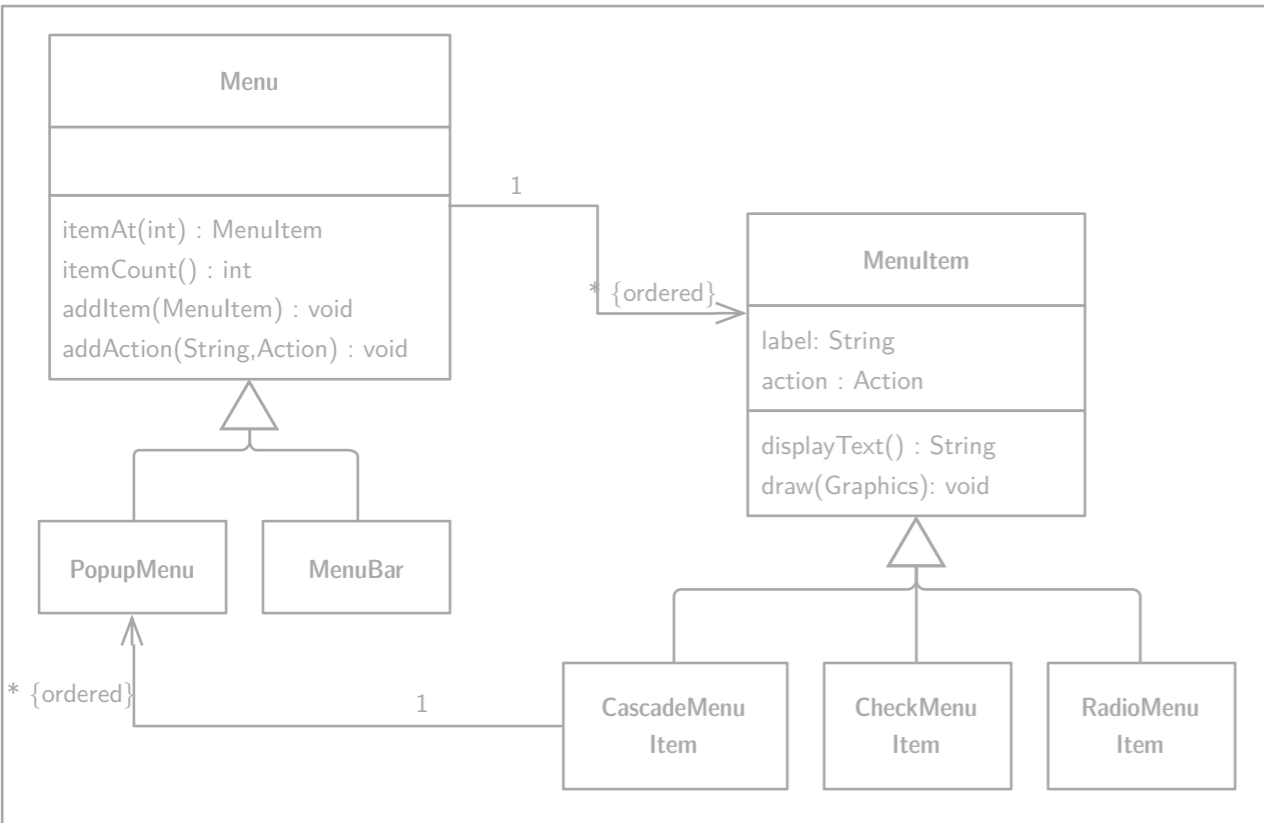 Menu
itemAt(int) : MenuItem
itemCount() : int
addItem(MenuItem) : void
addAction(String,Action) : void
1
* {ordered}
MenuItem
label: String
action : Action
displayText() : String
draw(Graphics): void
PopupMenu
MenuBar
* {ordered}
1
CascadeMenu
Item
CheckMenu
Item
RadioMenu
Item